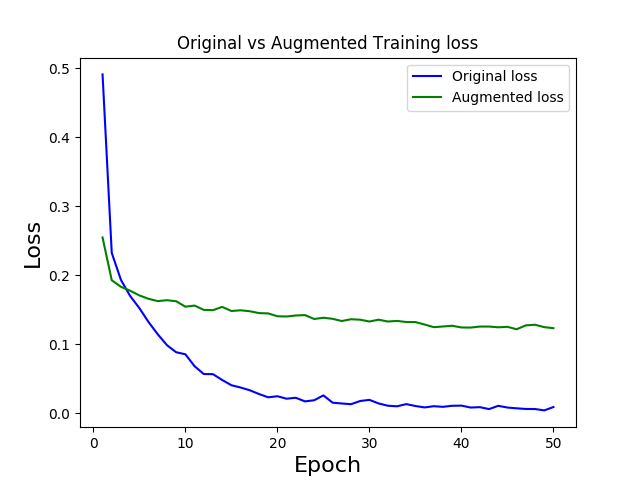 Original vs Augmented Training loss
Original loss
Augmented loss
0.5
0.4
0.3
0.2
0.1
0.0
Loss
0 10 20 30 40 50
Epoch